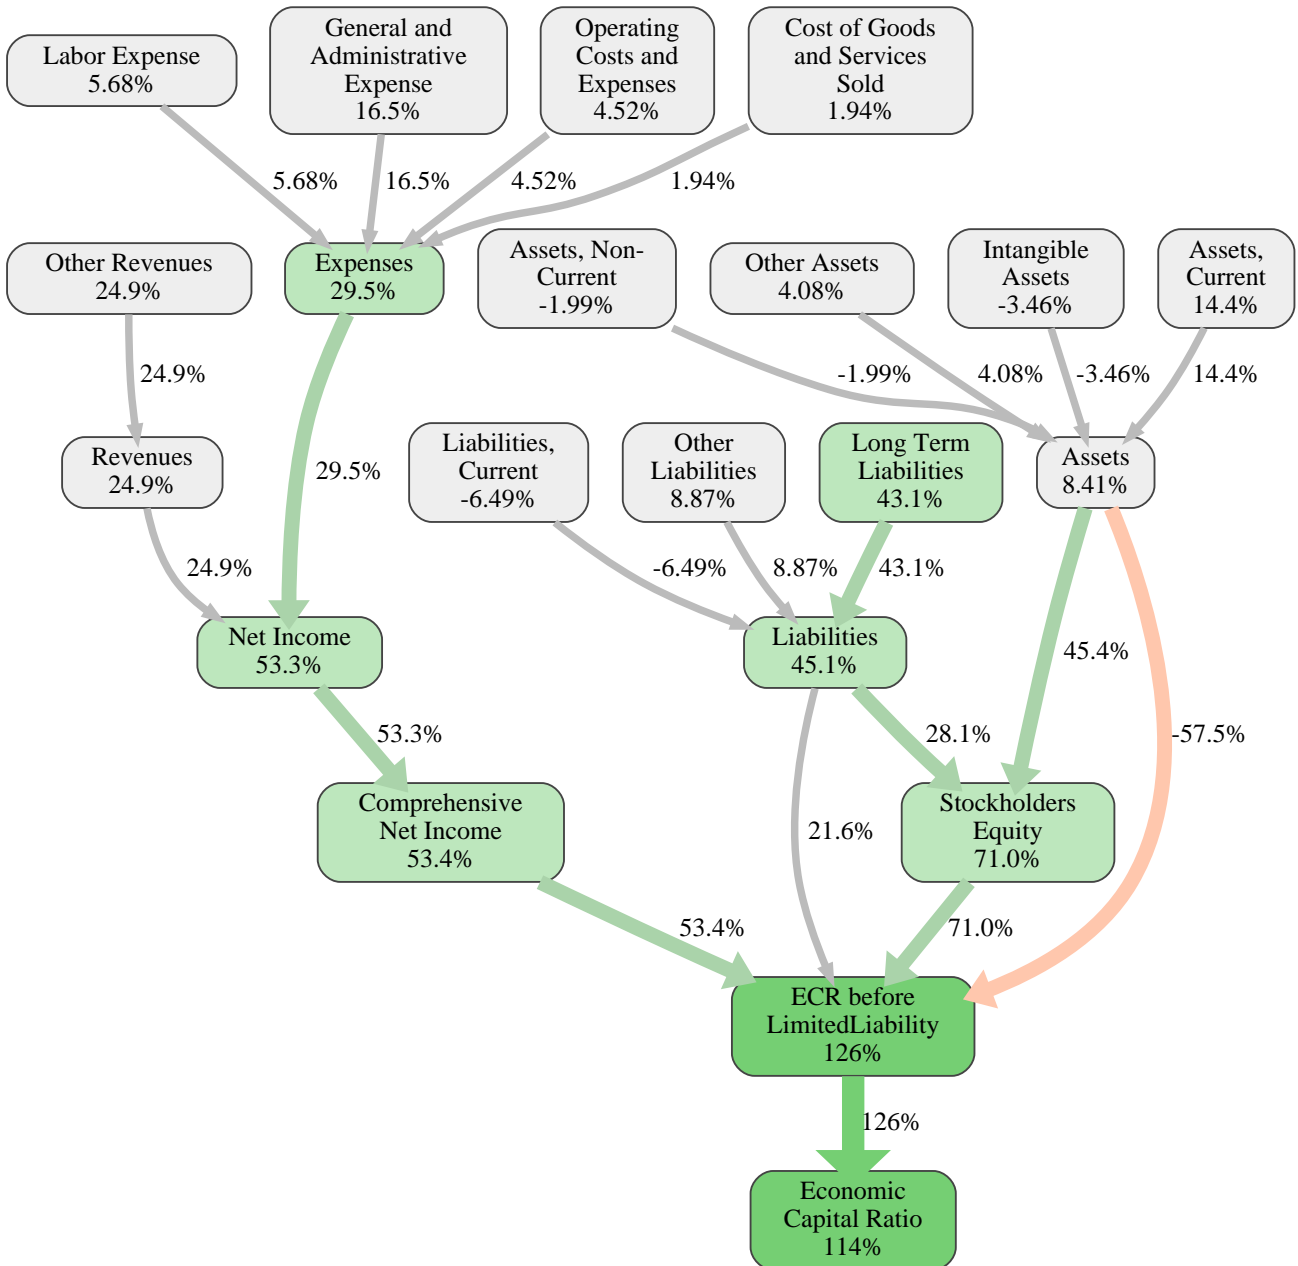 Labor Expense
5.68%
General and
Administrative
Expense
16.5%
Operating
Costs and
Expenses
4.52%
Cost of Goods
and Services
Sold
1.94%
5.68%
16.5%
4.52%
1.94%
Other Revenues
24.9%
Expenses
29.5%
Assets, Non-
Current
-1.99%
Other Assets
4.08%
Intangible
Assets
-3.46%
Assets,
Current
14.4%
24.9%
-1.99%
4.08%
-3.46%
14.4%
Revenues
24.9%
29.5%
Liabilities,
Current
-6.49%
Other
Liabilities
8.87%
Long Term
Liabilities
43.1%
Assets
8.41%
24.9%
-6.49%
8.87%
43.1%
Net Income
53.3%
Liabilities
45.1%
45.4%
53.3%
28.1%
-57.5%
Comprehensive
Net Income
53.4%
21.6%
Stockholders
Equity
71.0%
53.4%
71.0%
ECR before
LimitedLiability
126%
126%
Economic
Capital Ratio
114%